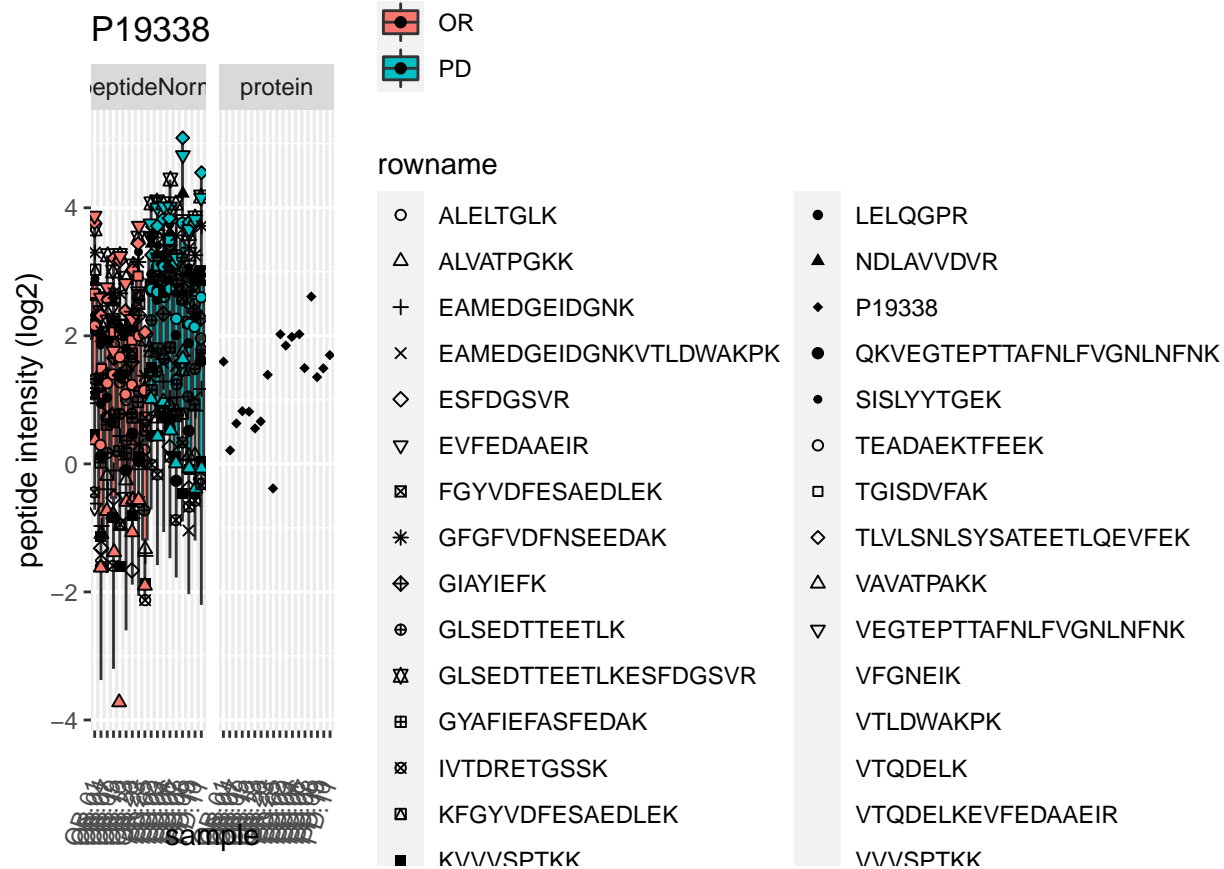 P19338
OR
PD
eptideNorr
protein
rowname
peptide intensity (log2)
4
2
0
−2
−4
sample
ALELTGLK
ALVATPGKK
EAMEDGEIDGNK
EAMEDGEIDGNKVTLDWAKPK
ESFDGSVR
EVFEDAAEIR
FGYVDFESAEDLEK
GFGFVDFNSEEDAK
GIAYIEFK
GLSEDTTEETLK
GLSEDTTEETLKESFDGSVR
GYAFIEFASFEDAK
IVTDRETGSSK
KFGYVDFESAEDLEK
KVVVSPTKK
LELQGPR
NDLAVVDVR
P19338
QKVEGTEPTTAFNLFVGNLNFNK
SISLYYTGEK
TEADAEKTFEEK
TGISDVFAK
TLVLSNLSYSATEETLQEVFEK
VAVATPAKK
VEGTEPTTAFNLFVGNLNFNK
VFGNEIK
VTLDWAKPK
VTQDELK
VTQDELKEVFEDAAEIR
VVVSPTKK